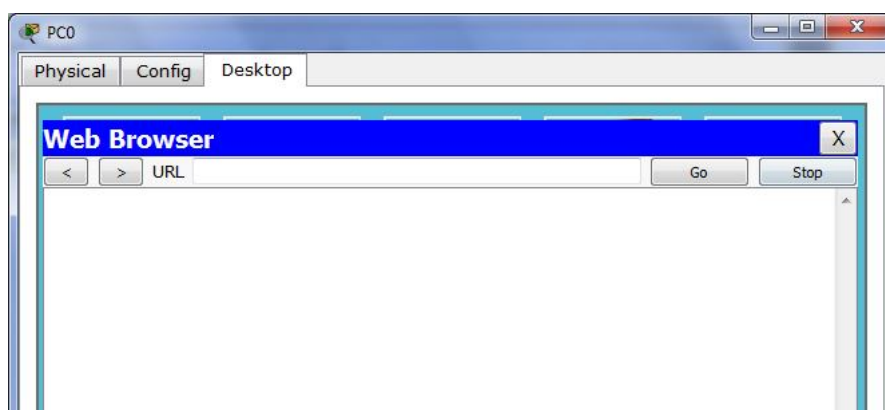 PC0
Physical Config Desktop
Web Browser X
< > URL Go Stop